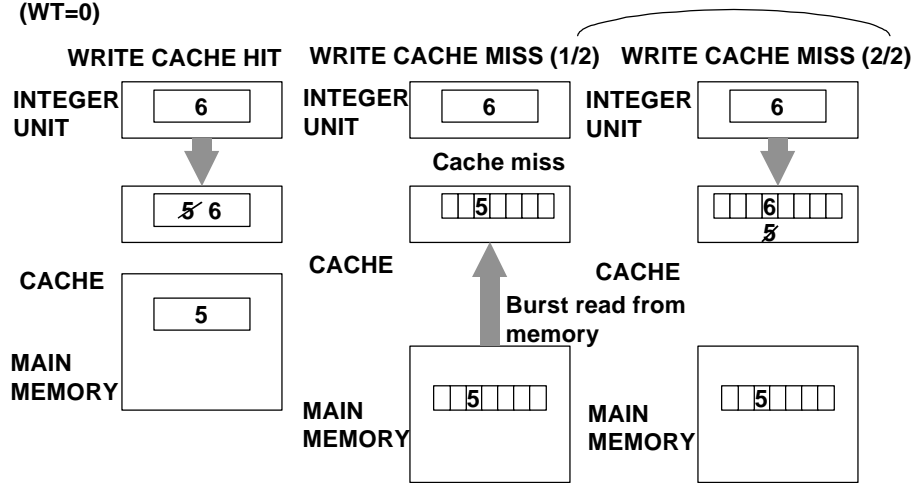 (WT=0)
WRITE CACHE HIT
INTEGER
UNIT
6
5 6
CACHE
5
MAIN
MEMORY
WRITE CACHE MISS (1/2)
INTEGER
UNIT
6
Cache miss
5
CACHE
Burst read from
memory
5
MAIN
MEMORY
WRITE CACHE MISS (2/2)
INTEGER
UNIT
6
6
5
CACHE
5
MAIN
MEMORY